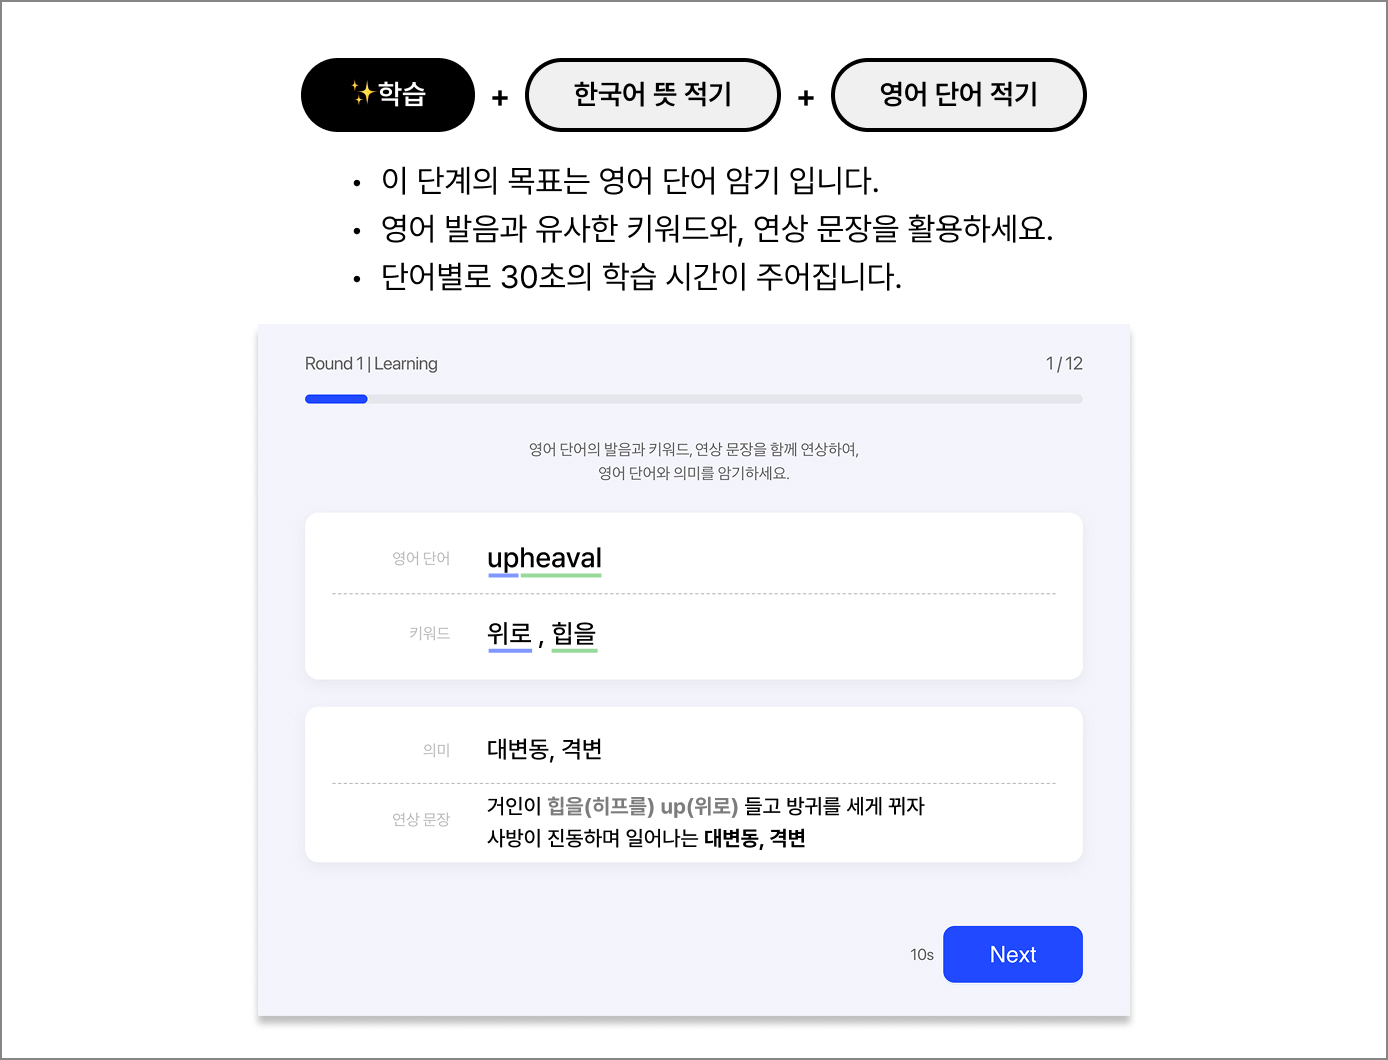 ✨학습 + 한국어 뜻 적기 + 영어 단어 적기
• 이 단계의 목표는 영어 단어 암기 입니다.
• 영어 발음과 유사한 키워드와, 연상 문장을 활용하세요.
• 단어별로 30초의 학습 시간이 주어집니다.
Round 1 | Learning 1 / 12
영어 단어의 발음과 키워드, 연상 문장을 함께 연상하여,
영어 단어와 의미를 암기하세요.
영어 단어 upheaval
키워드 위로 , 힙을
의미 대변동, 격변
연상 문장 거인이 힙을(히프를) up(위로) 들고 방귀를 세게 뀌자
사방이 진동하며 일어나는 대변동, 격변
10s Next